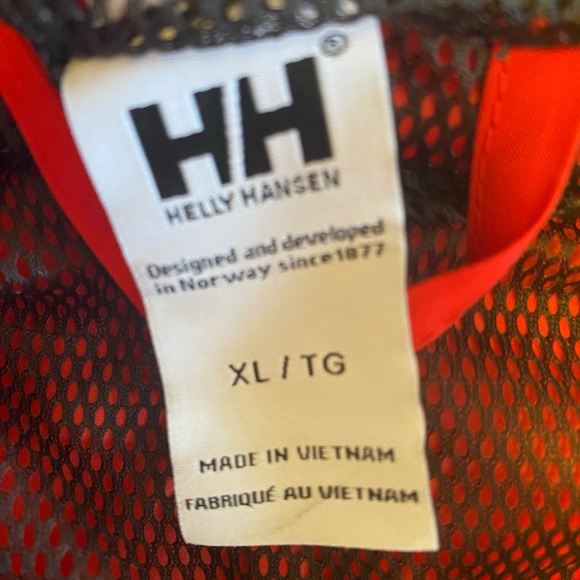 HH®
HELLY HANSEN
Designed and developed
in Norway since 1877
XL / TG
MADE IN VIETNAM
FABRIQUÉ AU VIETNAM